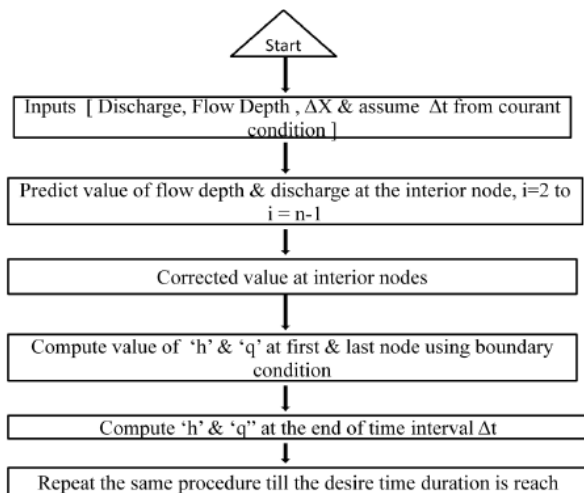 Start
Inputs [ Discharge, Flow Depth , ΔX & assume Δt from courant
condition ]
Predict value of flow depth & discharge at the interior node, i=2 to
i = n-1
Corrected value at interior nodes
Compute value of ‘h’ & ‘q’ at first & last node using boundary
condition
Compute ‘h’ & ‘q” at the end of time interval Δt
Repeat the same procedure till the desire time duration is reach